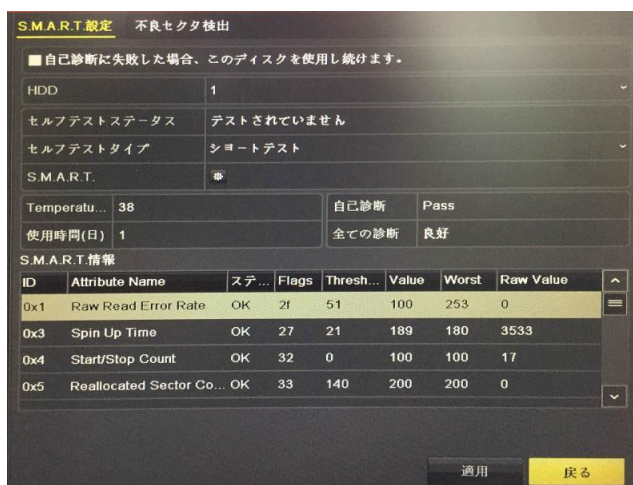 S.M.A.R.T.設定 不良セクタ検出
自己診断に失敗した場合、このディスクを使用し続けます。
HDD 1
セルフテストステータス テストされていません
セルフテストタイプ ショートテスト
S.M.A.R.T.
Temperatu... 38 自己診断 Pass
使用時間(日) 1 全ての診断 良好
S.M.A.R.T.情報
ID Attribute Name ステ... Flags Thresh... Value Worst Raw Value
0x1 Raw Read Error Rate OK 2f 51 100 253 0
0x3 Spin Up Time OK 27 21 189 180 3533
0x4 Start/Stop Count OK 32 0 100 100 17
0x5 Reallocated Sector Co... OK 33 140 200 200 0
適用 戻る